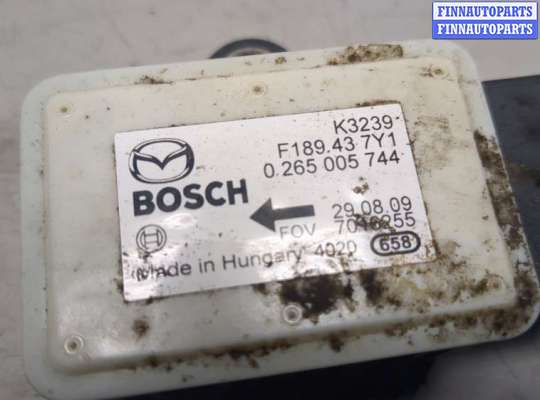 FINNAUTOPARTS
FINNAUTOPARTS
K3239
F189.43 7Y1
0 265 005 744
BOSCH
29.08.09
FOV 7016255
Made in Hungary 4020 658